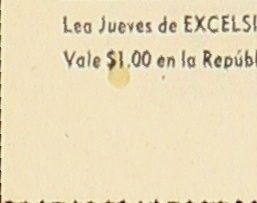 Lea Jueves de EXCELSI
Vale $1.00 en la Repúbl